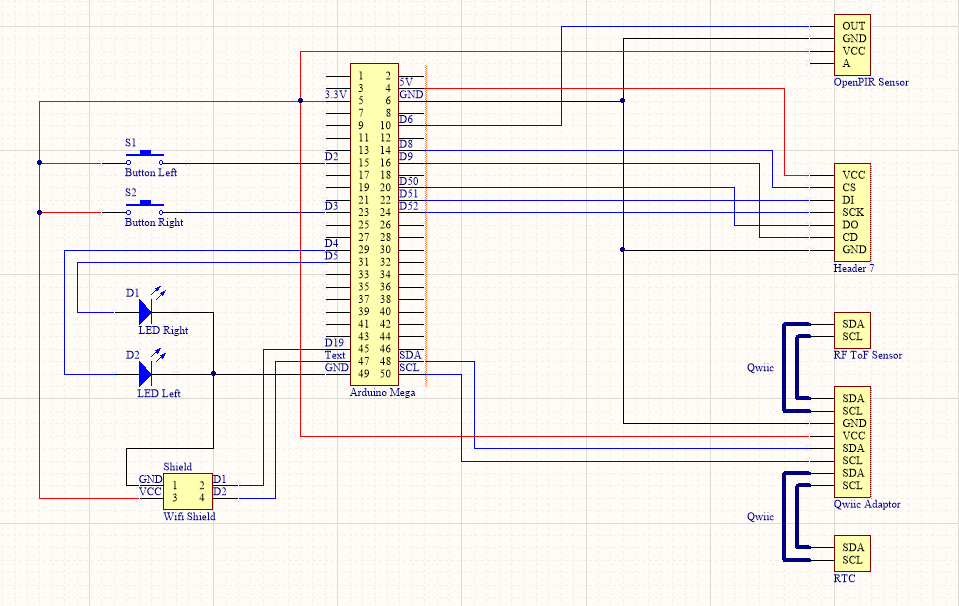 OUT
GND
VCC
A
OpenPIR Sensor
1 2
5V
3 4
3.3V GND
5 6
7 8
D6
9 10
11 12
D8
13 14
D2 D9
15 16
17 18
D50
19 20
D51
21 22
D3 D52
23 24
25 26
27 28
D4
29 30
D5
31 32
33 34
35 36
37 38
39 40
41 42
43 44
D19
45 46
Text SDA
47 48
GND SCL
49 50
Arduino Mega
S1
Button Left
S2
Button Right
D1
LED Right
D2
LED Left
Shield
GND D1
1 2
VCC D2
3 4
Wifi Shield
VCC
CS
DI
SCK
DO
CD
GND
Header 7
SDA
SCL
RF ToF Sensor
Qwiic
SDA
SCL
GND
VCC
SDA
SCL
SDA
SCL
Qwiic Adaptor
Qwiic
SDA
SCL
RTC